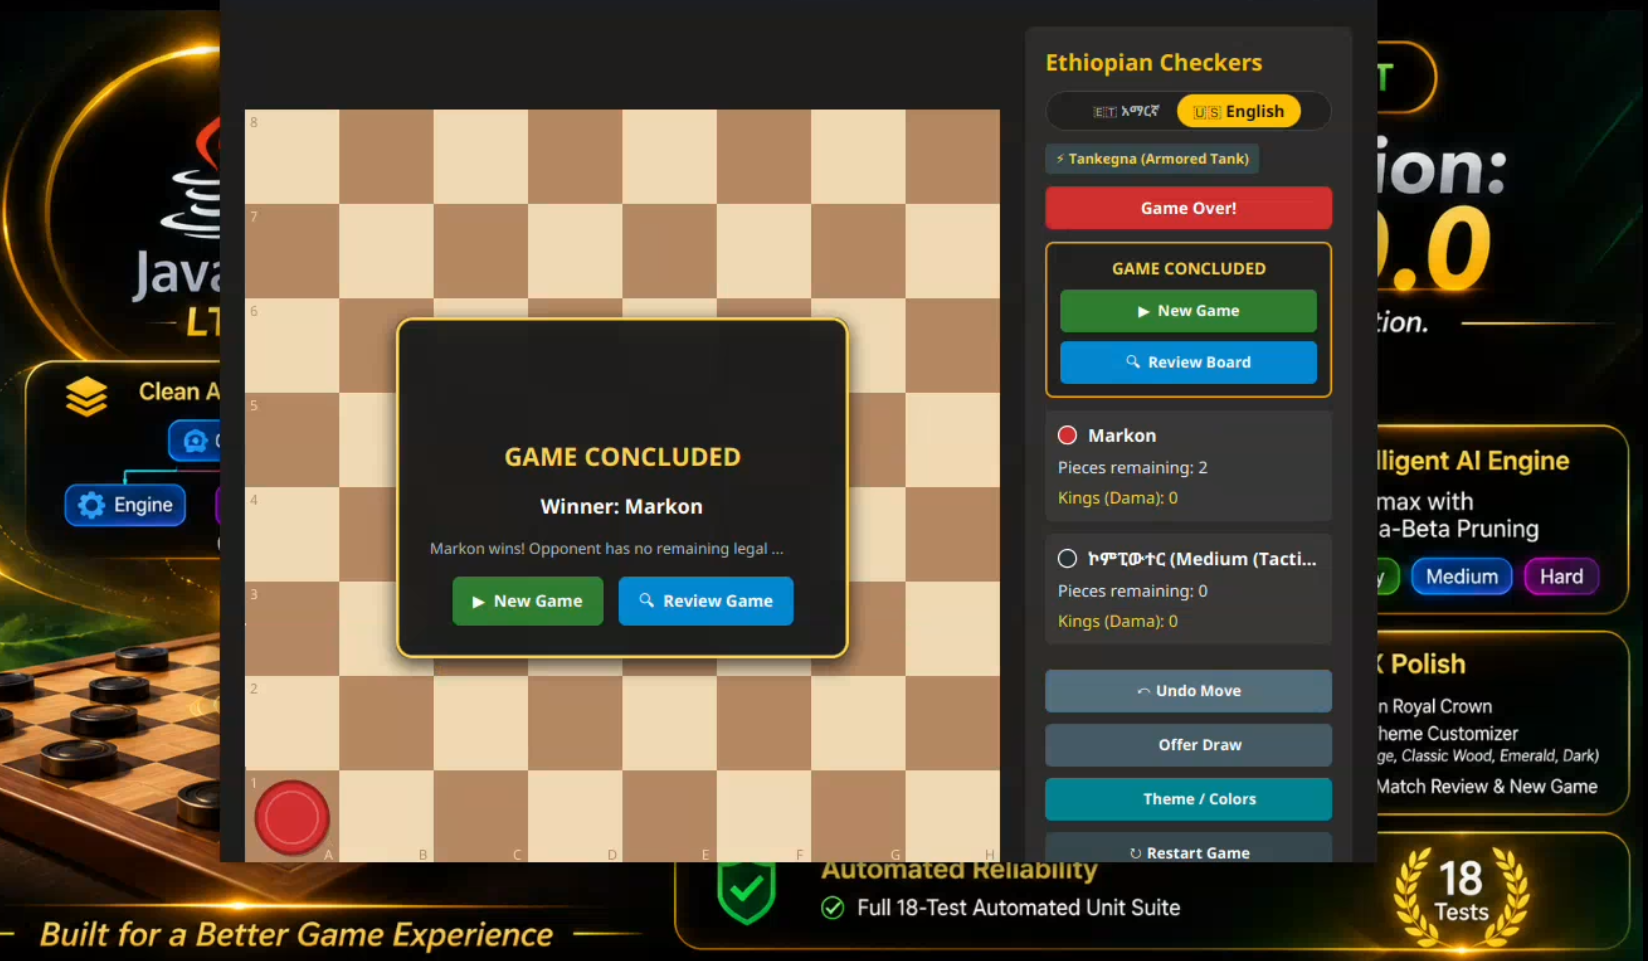 Java
LT
Clean A
Engine
Built for a Better Game Experience
8
7
6
5
4
3
2
1
A
B
C
D
E
F
G
H
GAME CONCLUDED
Winner: Markon
Markon wins! Opponent has no remaining legal ...
▶ New Game
🔍 Review Game
Ethiopian Checkers
🇪🇹 አማርኛ
🇺🇸 English
⚡ Tankegna (Armored Tank)
Game Over!
GAME CONCLUDED
▶ New Game
🔍 Review Board
Markon
Pieces remaining: 2
Kings (Dama): 0
ኮምፒውተር (Medium (Tacti...
Pieces remaining: 0
Kings (Dama): 0
↶ Undo Move
Offer Draw
Theme / Colors
↻ Restart Game
T
ion:
.0
tion.
lligent AI Engine
max with
a-Beta Pruning
y
Medium
Hard
X Polish
n Royal Crown
heme Customizer
ge, Classic Wood, Emerald, Dark)
Match Review & New Game
Automated Reliability
Full 18-Test Automated Unit Suite
18
Tests